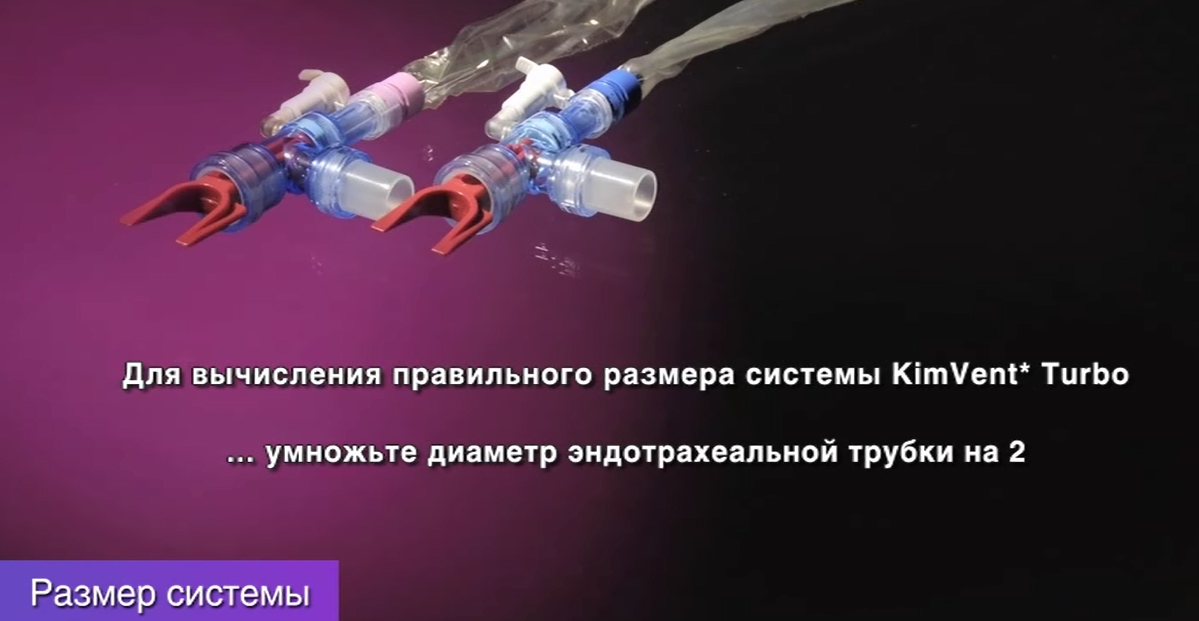 Для вычисления правильного размера системы KimVent* Turbo
... умножьте диаметр эндотрахеальной трубки на 2
Размер системы